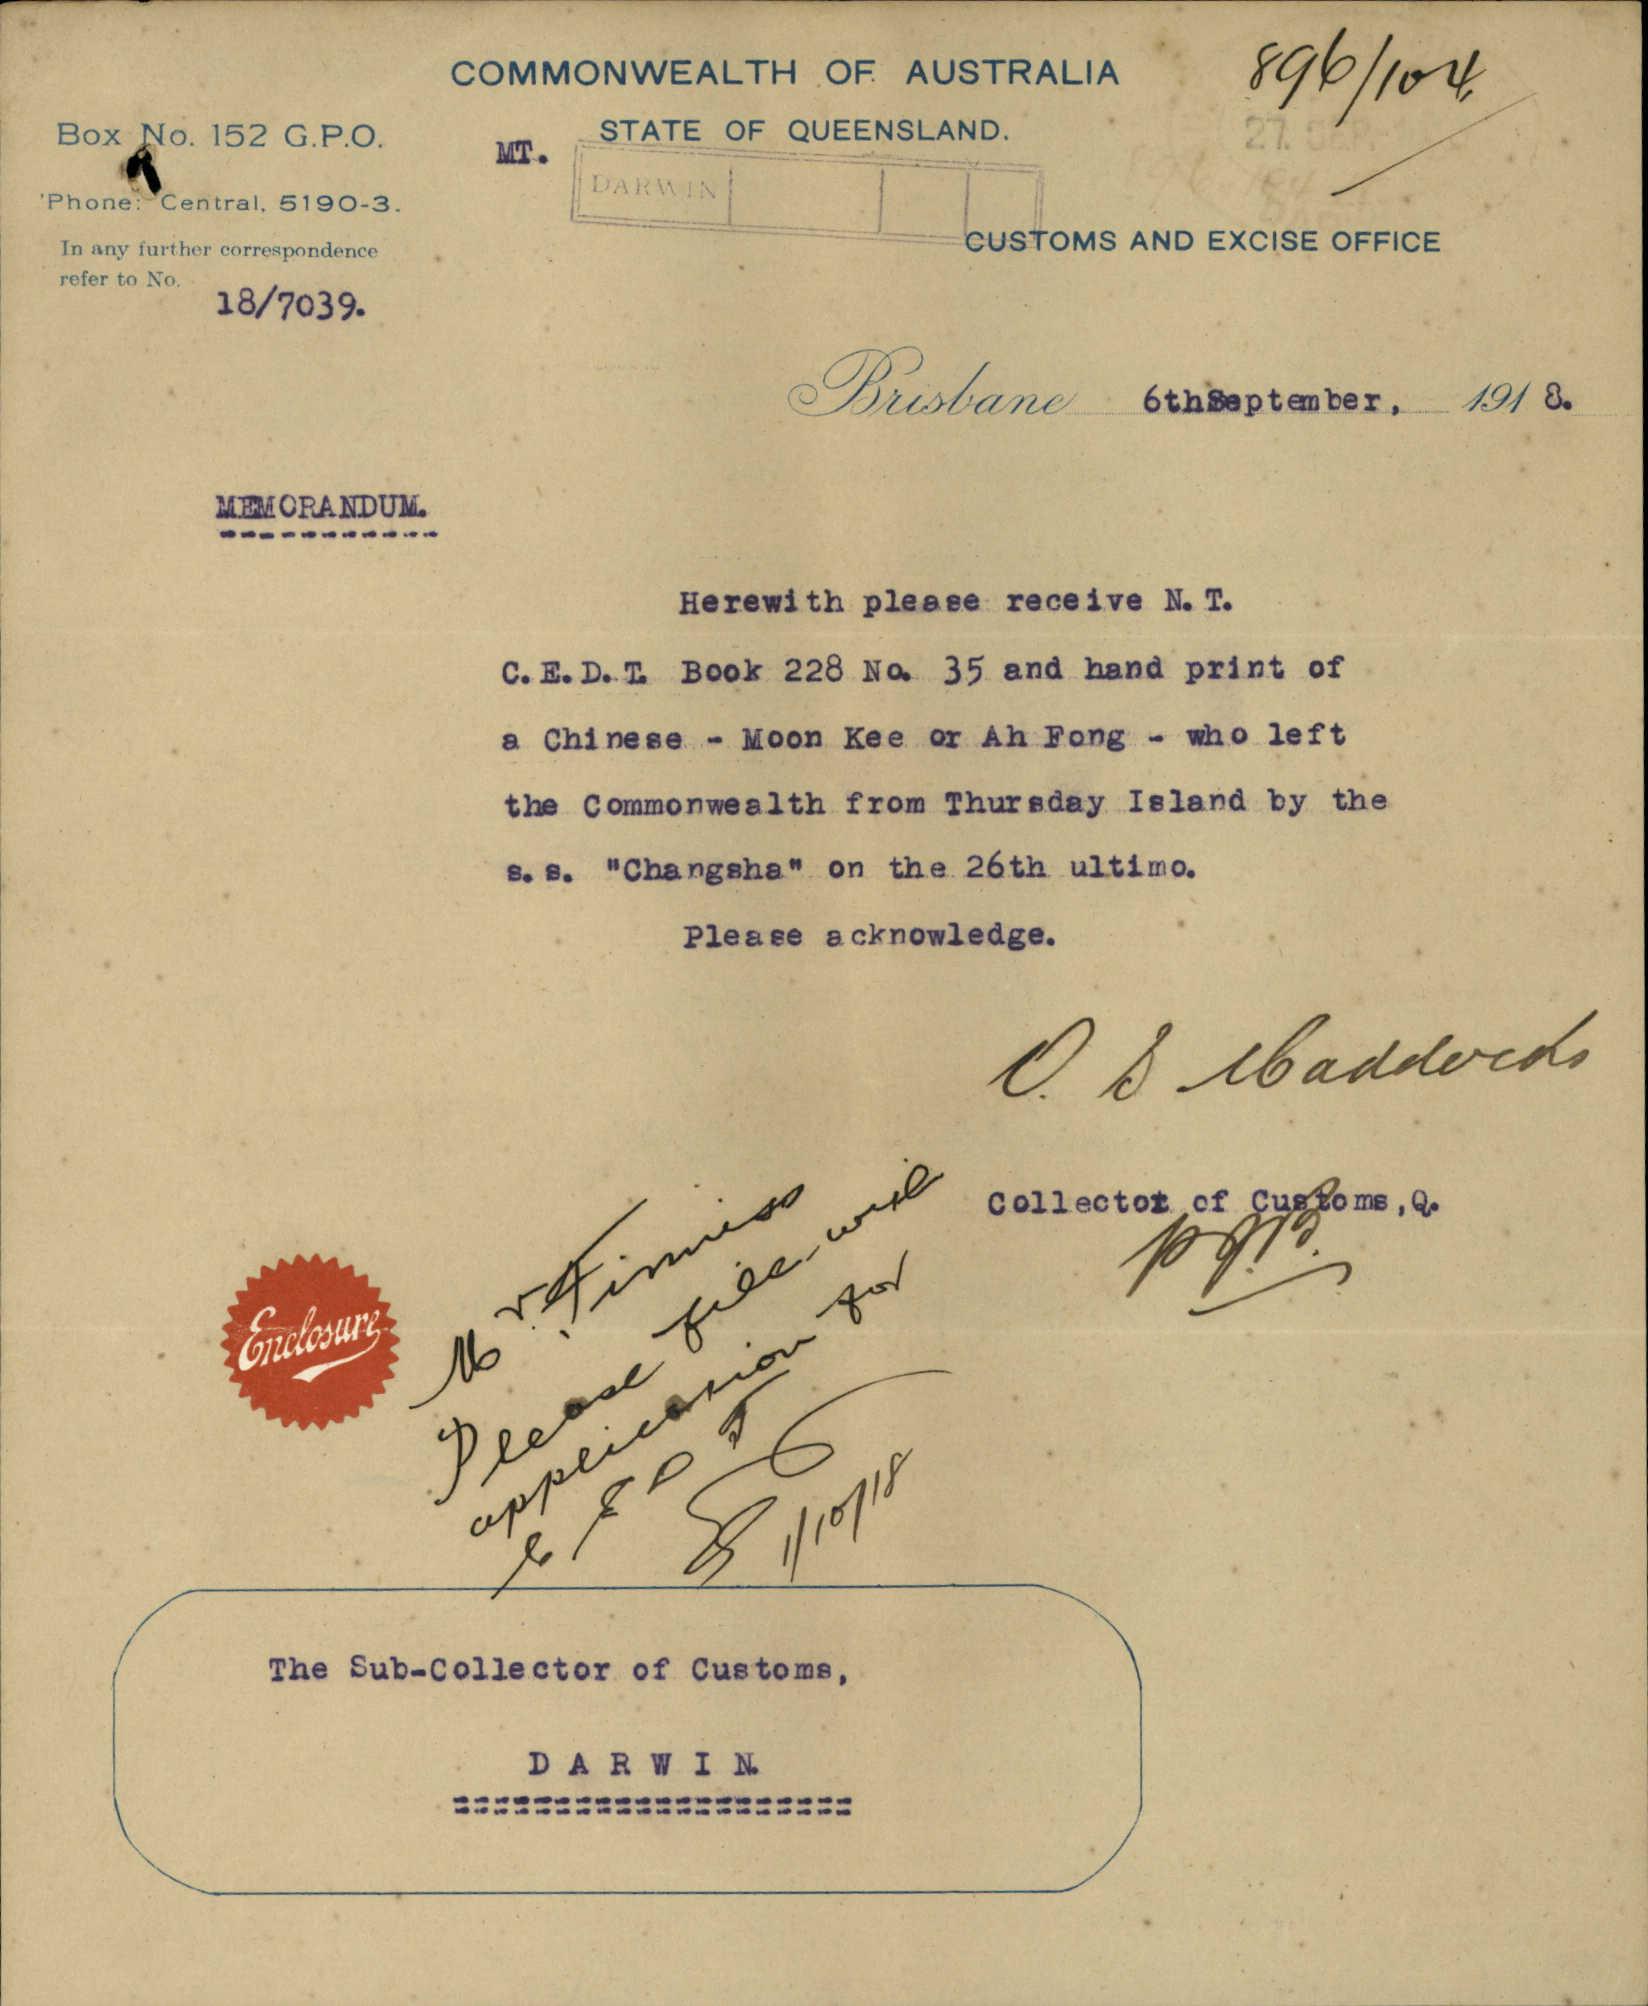 896/104
COMMONWEALTH OF AUSTRALIA
STATE OF QUEENSLAND.
Box No. 152 G.P.O.
MT.
27. SEP.
DARWIN
'Phone: Central, 5190-3.
CUSTOMS AND EXCISE OFFICE
In any further correspondence
refer to No.
18/7039.
Brisbane 6th September, 1918.
MEMORANDUM.
Herewith please receive N.T.
C.E.D.T. Book 228 No. 35 and hand print of
a Chinese - Moon Kee or Ah Fong - who left
the Commonwealth from Thursday Island by the
s.s. "Changsha" on the 26th ultimo.
Please acknowledge.
Collector of Customs, Q.
Enclosure
Mr. Finniss
Please file with
application for
C E D T
1/10/18
The Sub-Collector of Customs,
DARWIN.